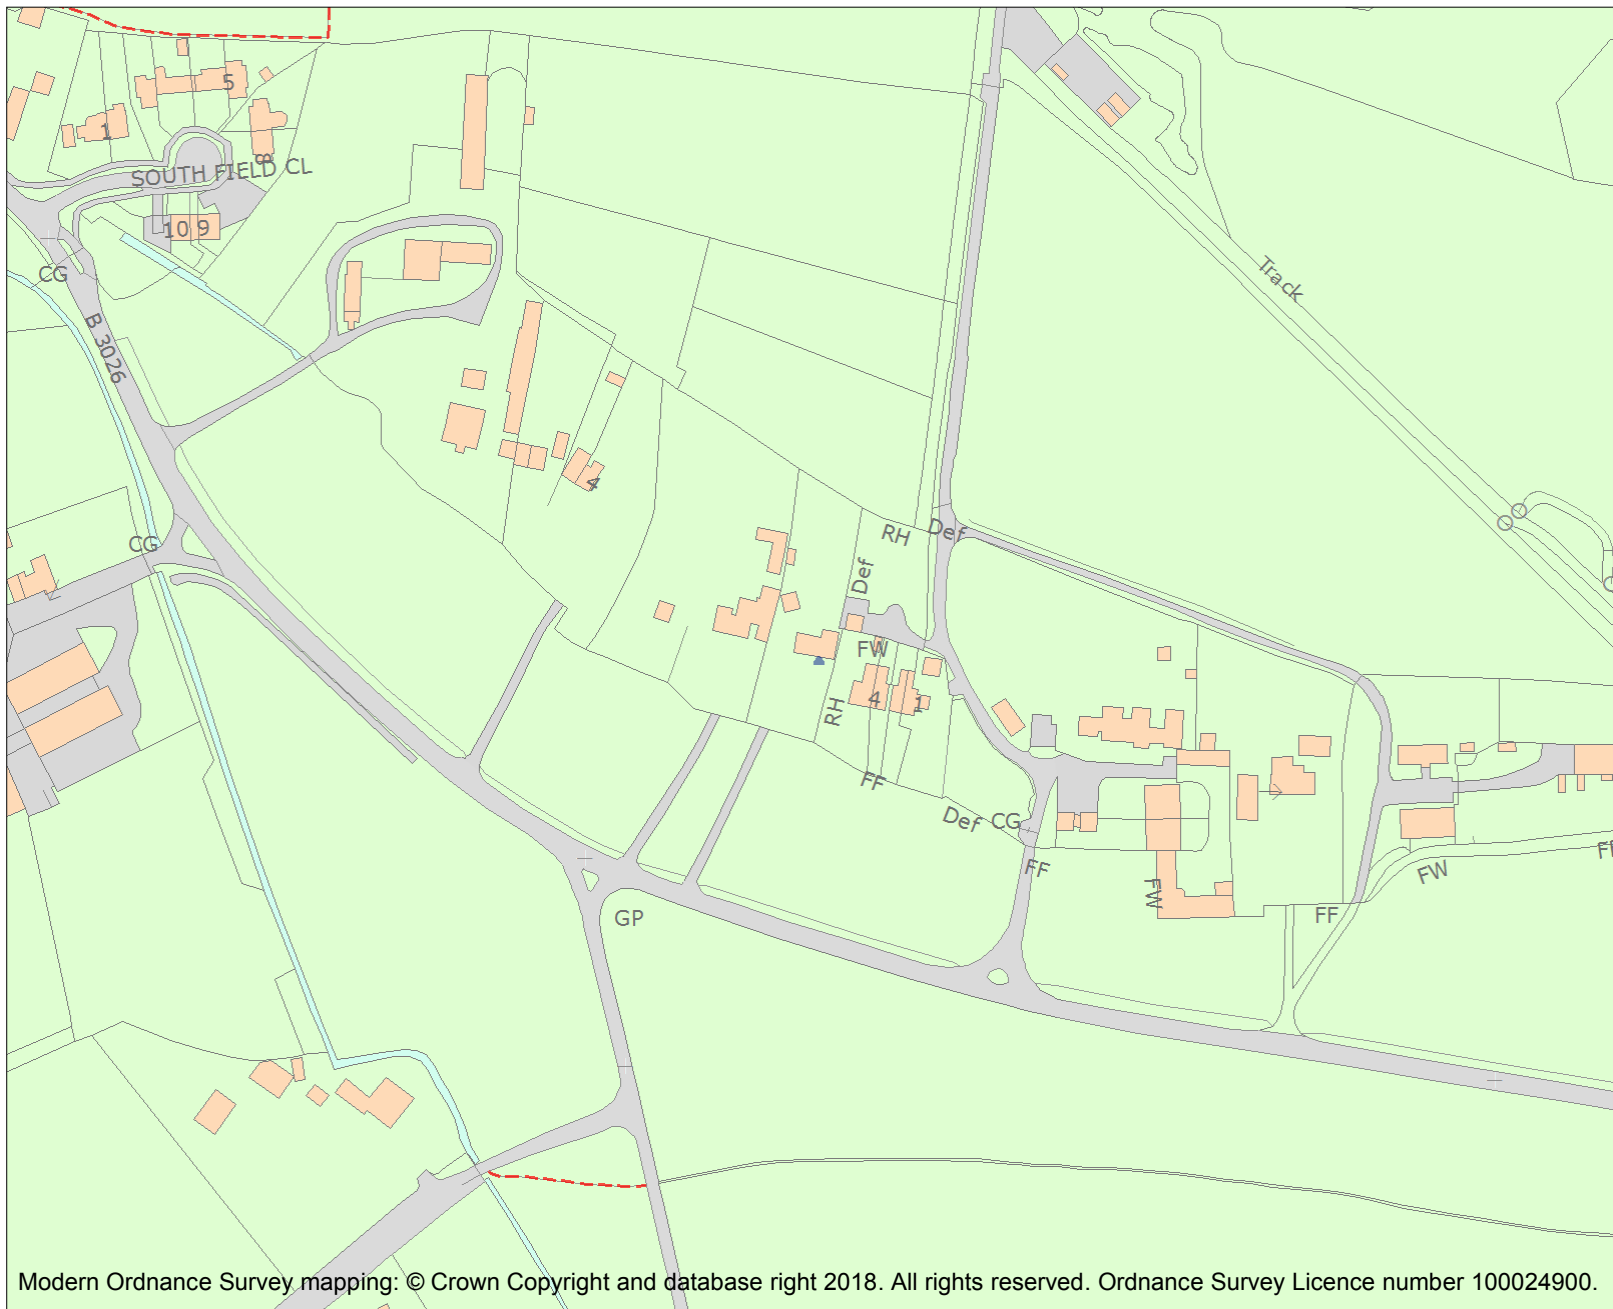 5
1
8
SOUTH FIELD CL
10 9
CG
Track
B 3026
4
CG
RH
Def
Def
FW
RH
4
1
FF
Def
CG
FF
FW
FW
FF
FF
GP
Modern Ordnance Survey mapping: © Crown Copyright and database right 2018. All rights reserved. Ordnance Survey Licence number 100024900.